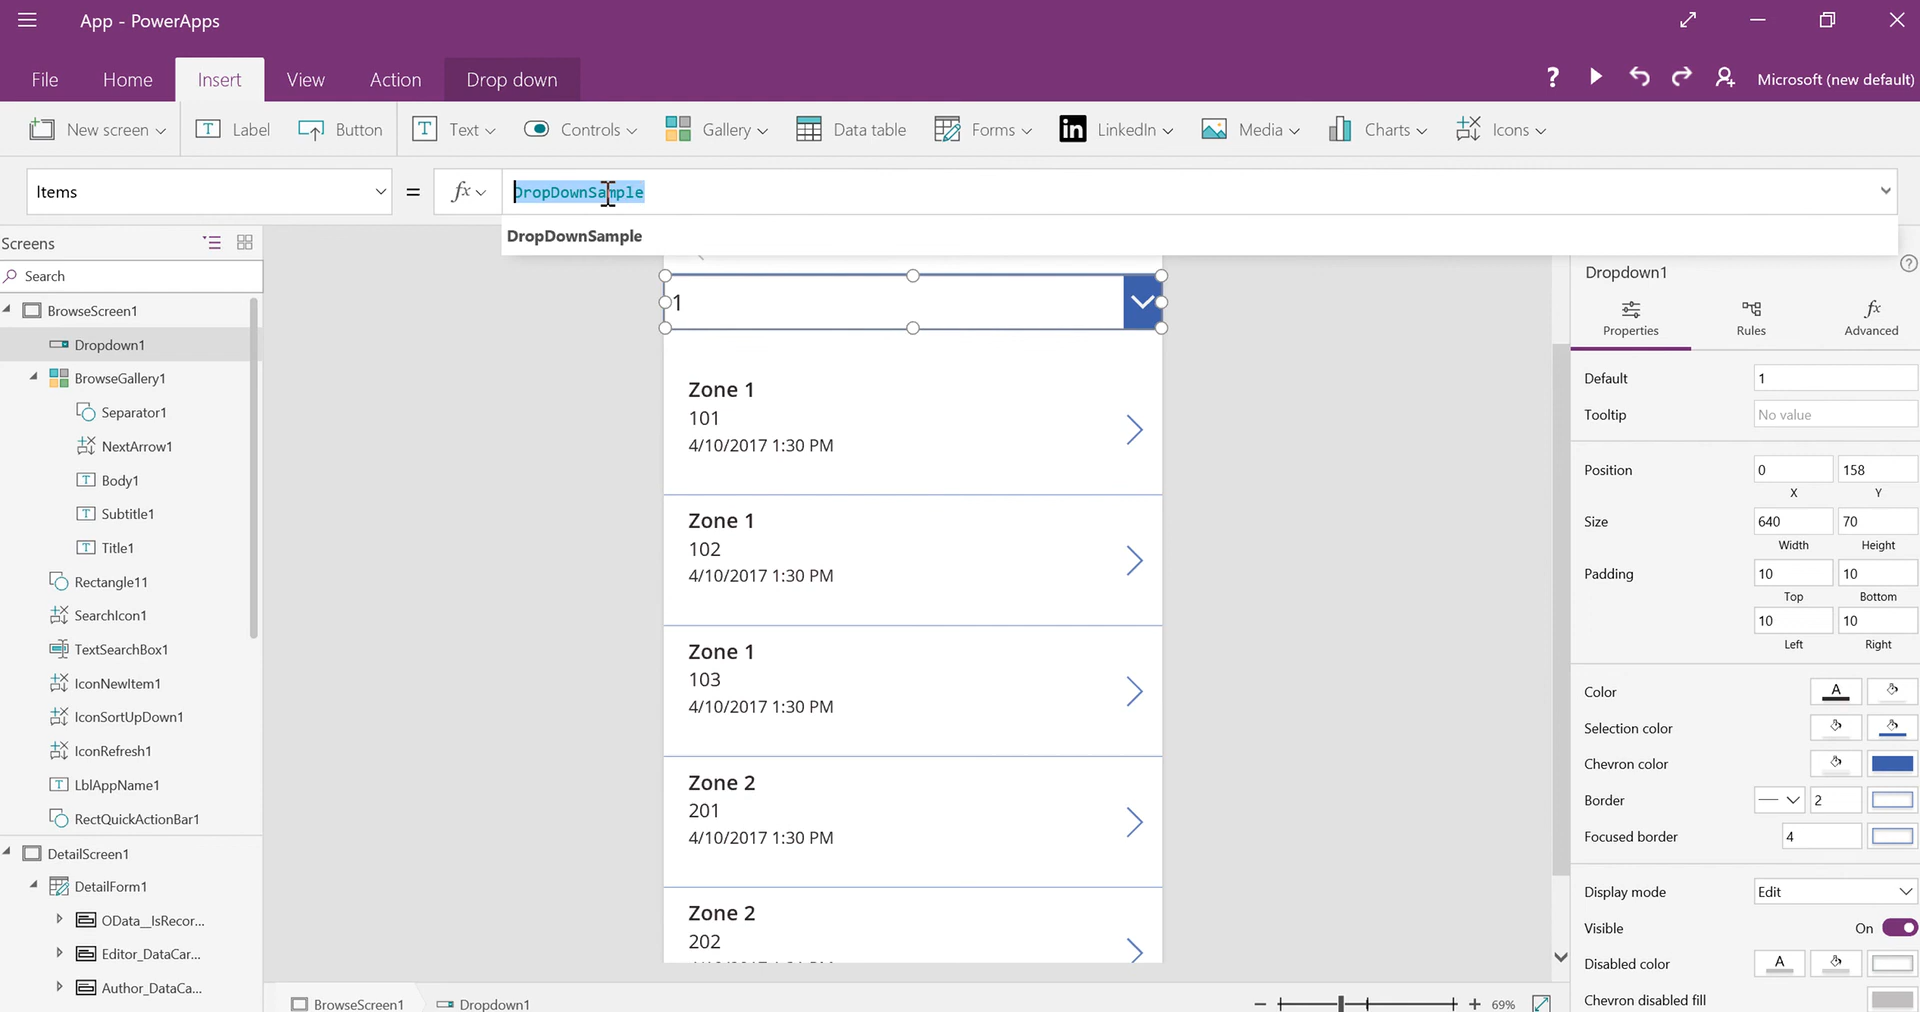 App - PowerApps
File Home Insert View Action Drop down
? Microsoft (new default)
New screen Label Button Text Controls Gallery Data table Forms LinkedIn Media Charts Icons
Items = fx DropDownSample
DropDownSample
Screens
Search
BrowseScreen1
Dropdown1
BrowseGallery1
Separator1
NextArrow1
Body1
Subtitle1
Title1
Rectangle11
SearchIcon1
TextSearchBox1
IconNewItem1
IconSortUpDown1
IconRefresh1
LblAppName1
RectQuickActionBar1
DetailScreen1
DetailForm1
OData__IsRecor...
Editor_DataCar...
Author_DataCa...
1
Zone 1
101
4/10/2017 1:30 PM
Zone 1
102
4/10/2017 1:30 PM
Zone 1
103
4/10/2017 1:30 PM
Zone 2
201
4/10/2017 1:30 PM
Zone 2
202
BrowseScreen1 Dropdown1
69%
Dropdown1
Properties Rules Advanced
Default 1
Tooltip No value
Position 0 158
X Y
Size 640 70
Width Height
Padding 10 10
Top Bottom
10 10
Left Right
Color
Selection color
Chevron color
Border 2
Focused border 4
Display mode Edit
Visible On
Disabled color
Chevron disabled fill